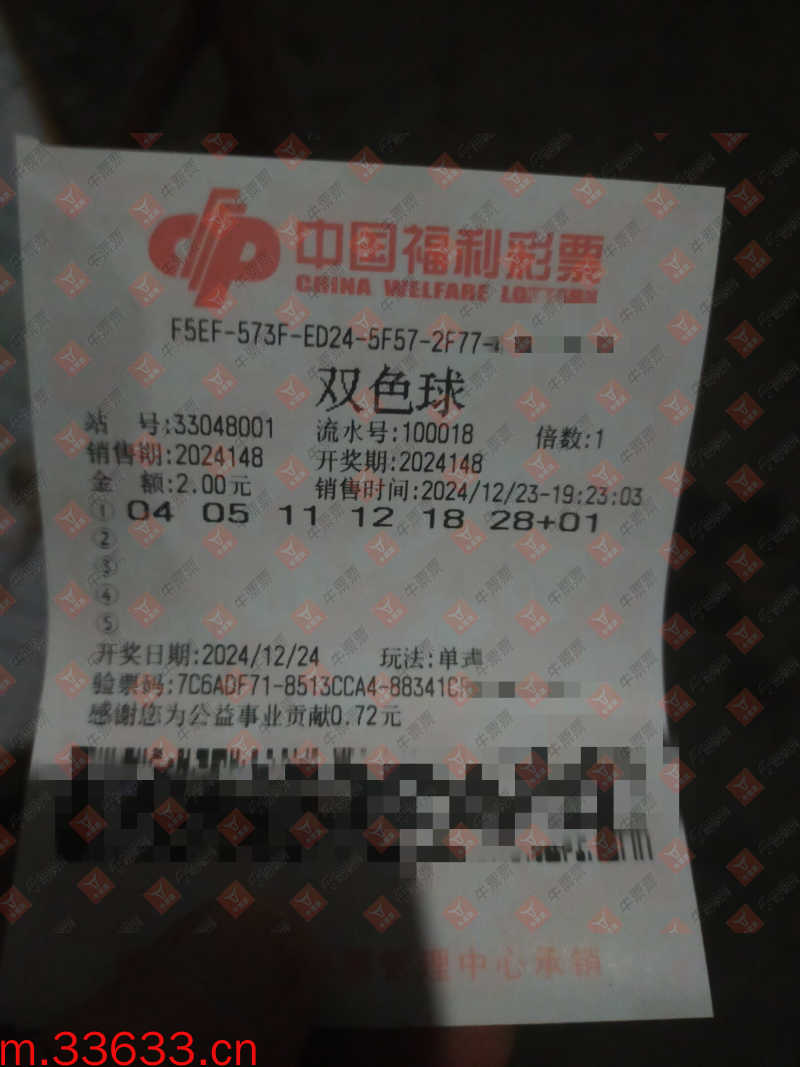 中国福利彩票
CHINA WELFARE LOTTERY
F5EF-573F-ED24-5F57-2F77-
双色球
站 号:33048001 流水号:100018 倍数:1
销售期:2024148 开奖期:2024148
金 额:2.00元 销售时间:2024/12/23-19:23:03
① 04 05 11 12 18 28+01
②
③
④
⑤
开奖日期:2024/12/24 玩法:单式
验票码:7C6ADF71-8513CCA4-88341C
感谢您为公益事业贡献0.72元
理中心承销
牛票票
m.33633.cn